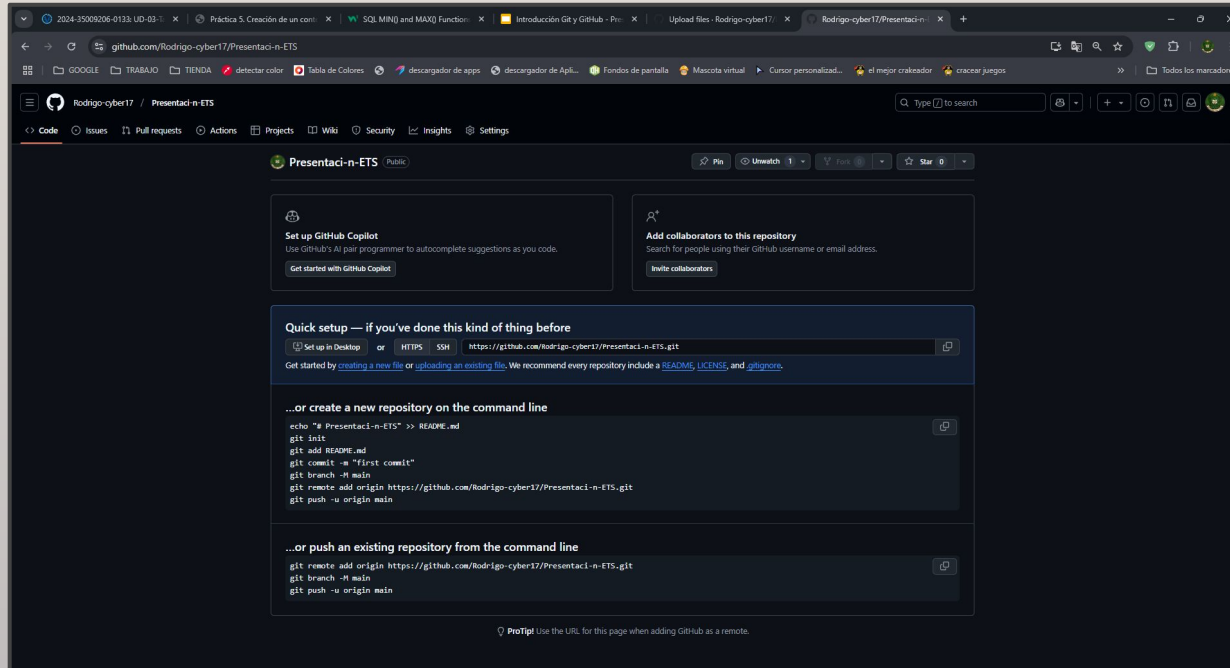 2024-35009206-0133: UD-03-T
Práctica 5. Creación de un cont
SQL MIN() and MAX() Function
Introducción Git y GitHub - Pre
Upload files · Rodrigo-cyber17/
Rodrigo-cyber17/Presentaci-n-
github.com/Rodrigo-cyber17/Presentaci-n-ETS
GOOGLE TRABAJO TIENDA detectar color Tabla de Colores descargador de apps descargador de Apli... Fondos de pantalla Mascota virtual Cursor personalizad... el mejor crakeador cracear juegos » Todos los marcadore
Rodrigo-cyber17 / Presentaci-n-ETS Type / to search
Code Issues Pull requests Actions Projects Wiki Security Insights Settings
Presentaci-n-ETS Public Pin Unwatch 1 Fork 0 Star 0
Set up GitHub Copilot
Use GitHub's AI pair programmer to autocomplete suggestions as you code.
Get started with GitHub Copilot
Add collaborators to this repository
Search for people using their GitHub username or email address.
Invite collaborators
Quick setup — if you've done this kind of thing before
Set up in Desktop or HTTPS SSH https://github.com/Rodrigo-cyber17/Presentaci-n-ETS.git
Get started by creating a new file or uploading an existing file. We recommend every repository include a README, LICENSE, and .gitignore.
...or create a new repository on the command line
echo "# Presentaci-n-ETS" >> README.md
git init
git add README.md
git commit -m "first commit"
git branch -M main
git remote add origin https://github.com/Rodrigo-cyber17/Presentaci-n-ETS.git
git push -u origin main
...or push an existing repository from the command line
git remote add origin https://github.com/Rodrigo-cyber17/Presentaci-n-ETS.git
git branch -M main
git push -u origin main
ProTip! Use the URL for this page when adding GitHub as a remote.